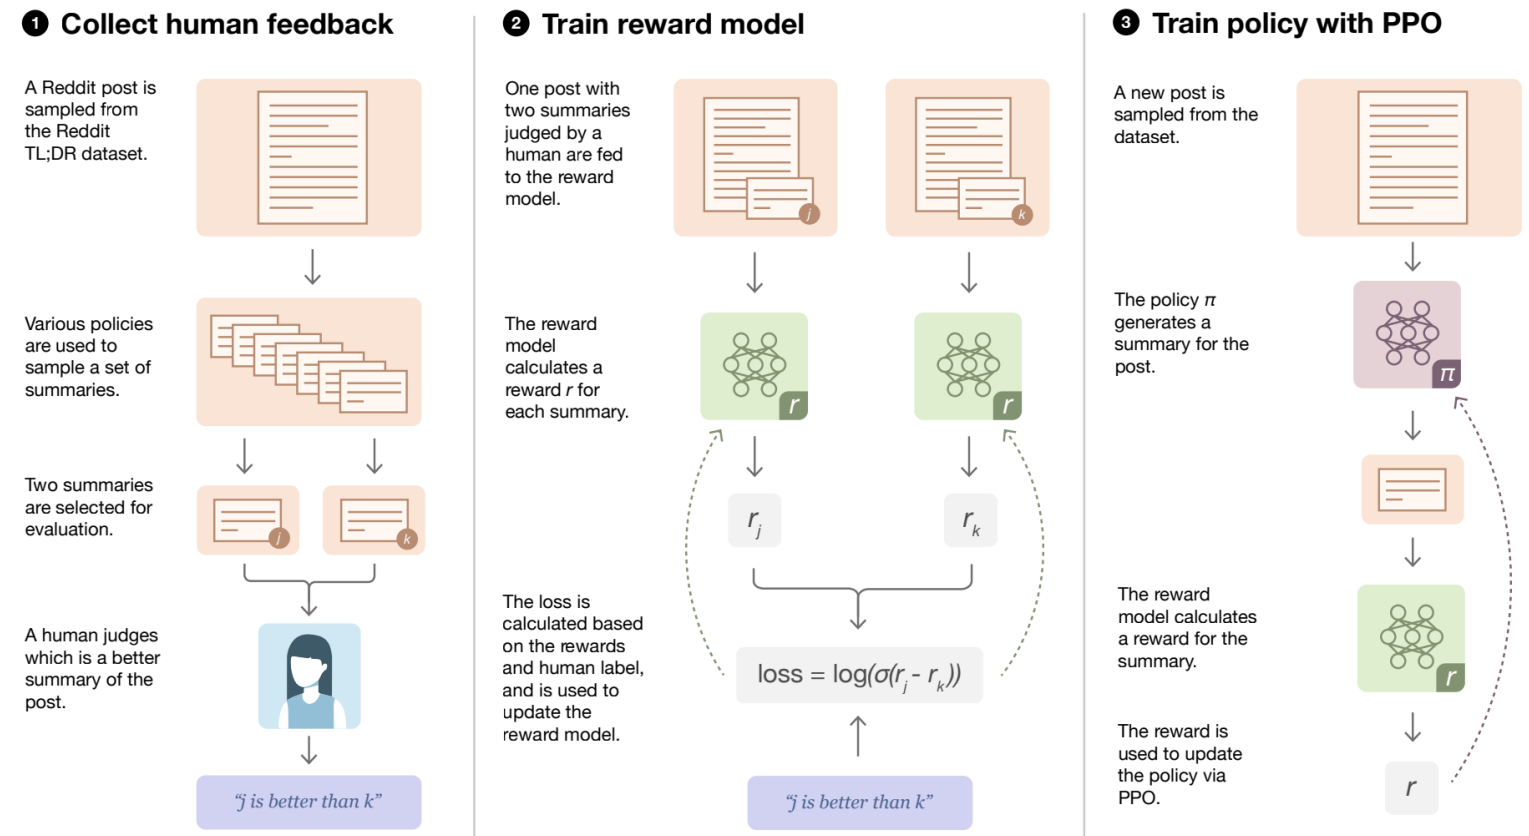 1 Collect human feedback
A Reddit post is
sampled from
the Reddit
TL;DR dataset.
Various policies
are used to
sample a set of
summaries.
Two summaries
are selected for
evaluation.
j
k
A human judges
which is a better
summary of the
post.
“j is better than k”
2 Train reward model
One post with
two summaries
judged by a
human are fed
to the reward
model.
j
k
The reward
model
calculates a
reward r for
each summary.
r
r
rj
rk
The loss is
calculated based
on the rewards
and human label,
and is used to
update the
reward model.
loss = log(σ(rj - rk))
“j is better than k”
3 Train policy with PPO
A new post is
sampled from the
dataset.
The policy π
generates a
summary for the
post.
π
The reward
model calculates
a reward for the
summary.
r
The reward is
used to update
the policy via
PPO.
r